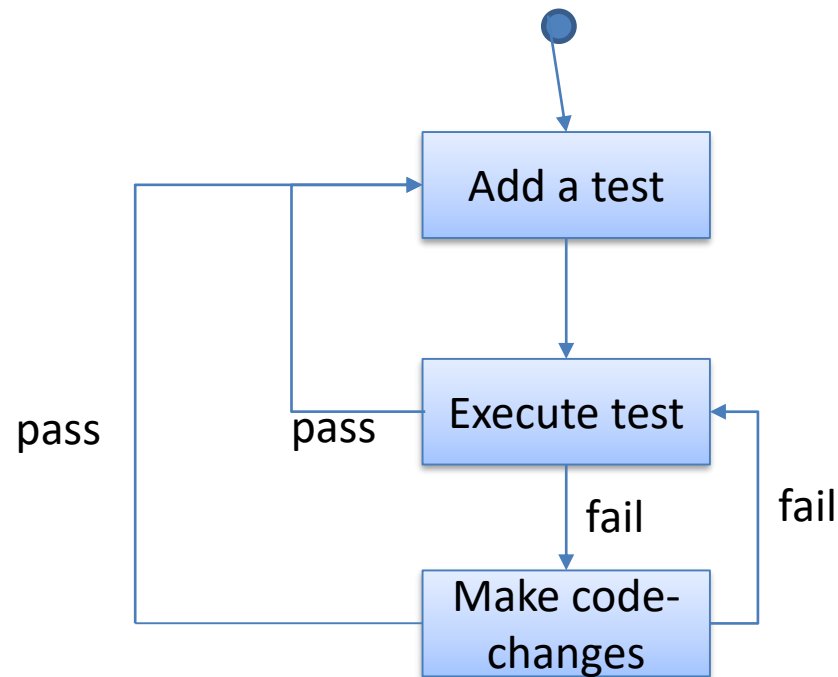 Add a test
Execute test
pass
pass
fail
fail
Make code-
changes